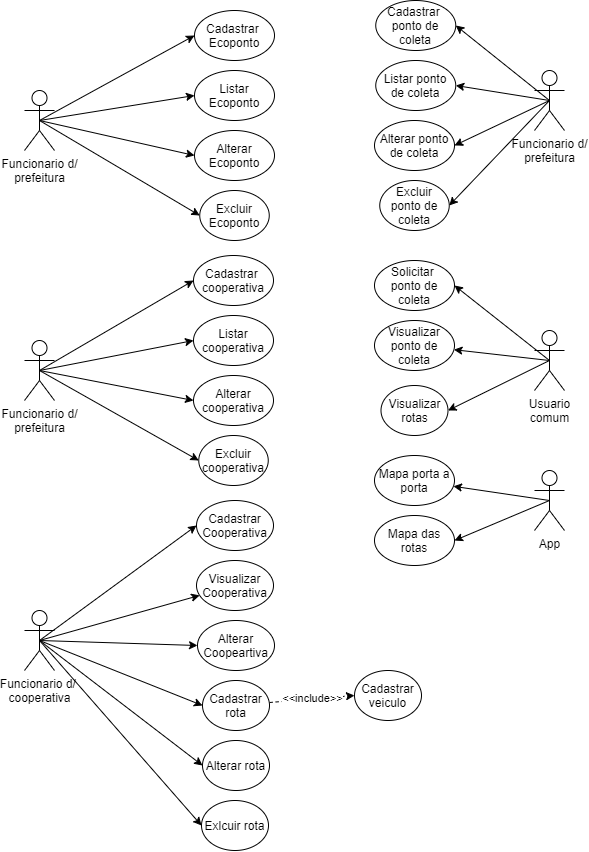 Cadastrar
Ecoponto
Listar
Ecoponto
Alterar
Ecoponto
Excluir
Ecoponto
Funcionario d/
prefeitura
Cadastrar
ponto de
coleta
Listar ponto
de coleta
Alterar ponto
de coleta
Excluir
ponto de
coleta
Funcionario d/
prefeitura
Cadastrar
cooperativa
Listar
cooperativa
Alterar
cooperativa
Excluir
cooperativa
Funcionario d/
prefeitura
Solicitar
ponto de
coleta
Visualizar
ponto de
coleta
Visualizar
rotas
Usuario
comum
Mapa porta a
porta
Mapa das
rotas
App
Cadastrar
Cooperativa
Visualizar
Cooperativa
Alterar
Coopeartiva
Cadastrar
rota
<<include>>
Cadastrar
veiculo
Alterar rota
Exlcuir rota
Funcionario d/
cooperativa